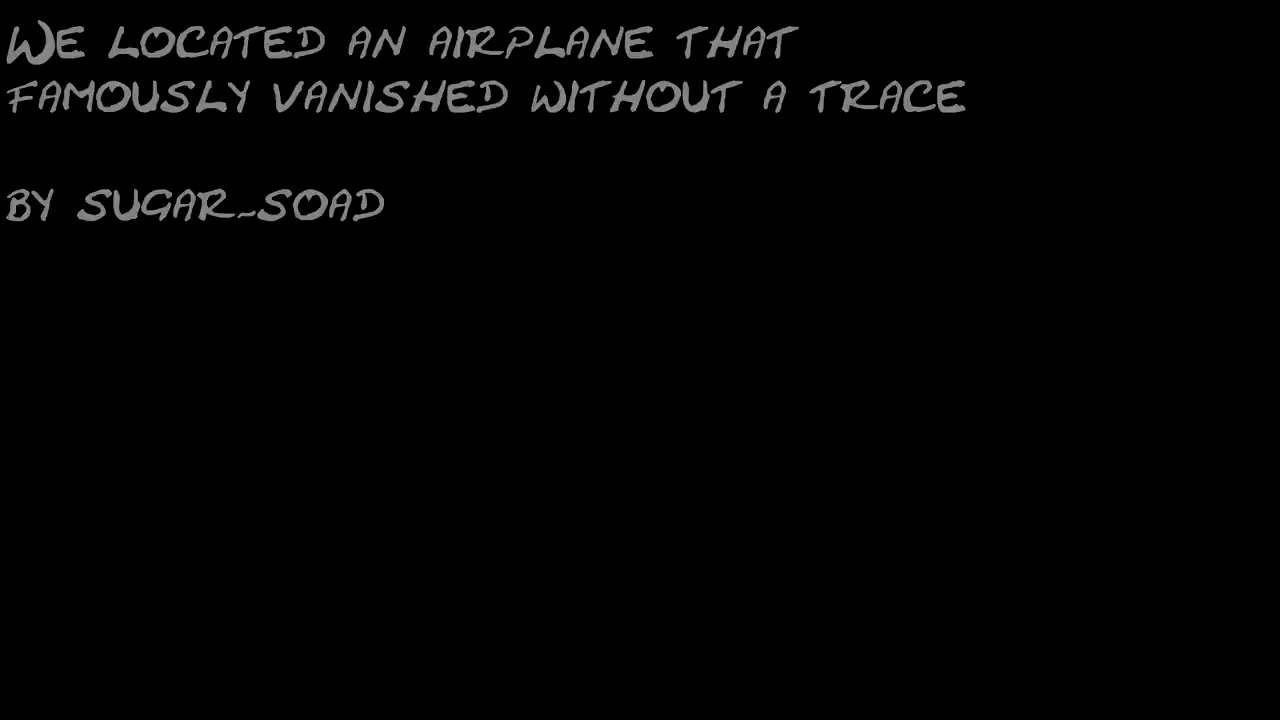 We located an airplane that
famously vanished without a trace
by sugar_soad